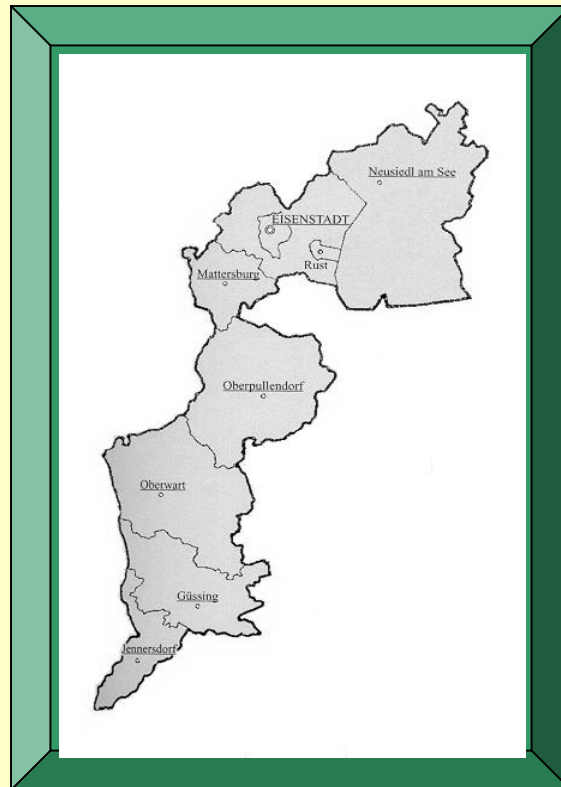 Neusiedl am See
EISENSTADT
Rust
Mattersburg
Oberpullendorf
Oberwart
Güssing
Jennersdorf